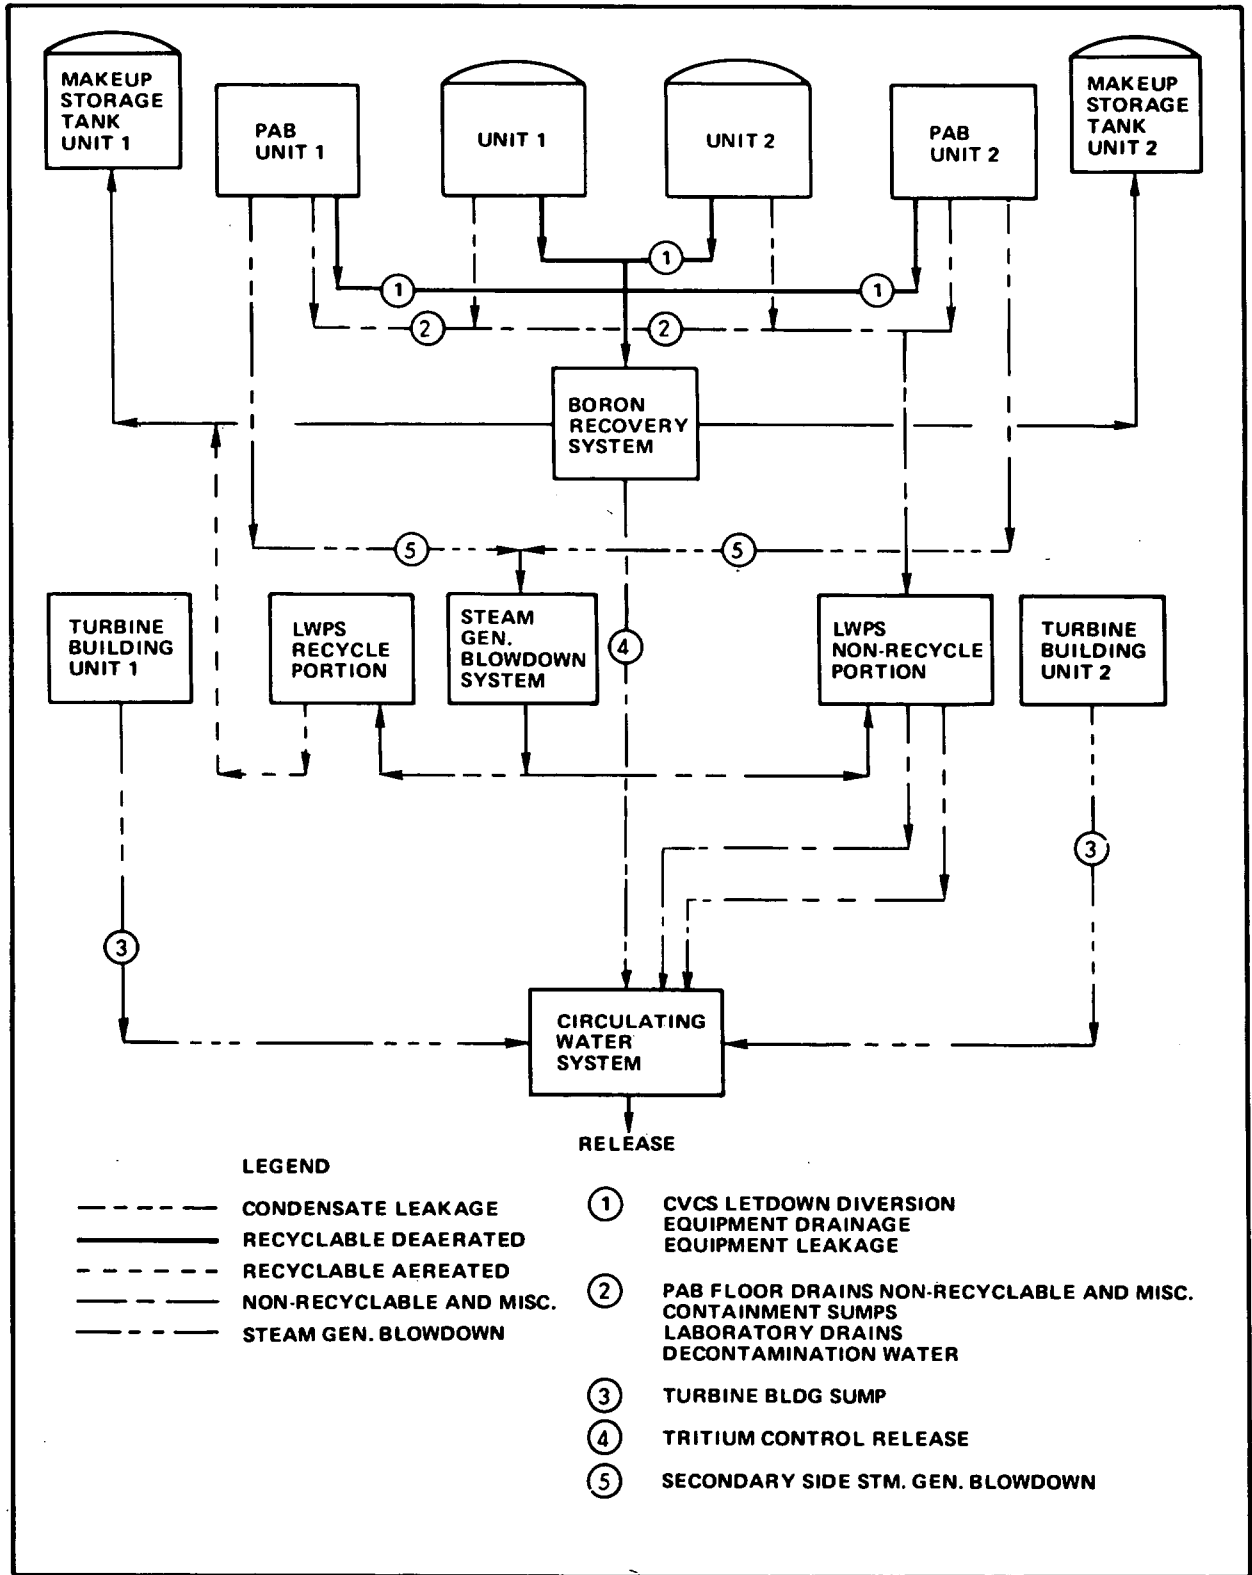 MAKEUP
STORAGE
TANK
UNIT 1
PAB
UNIT 1
UNIT 1
UNIT 2
PAB
UNIT 2
MAKEUP
STORAGE
TANK
UNIT 2
1
1
1
2
2
BORON
RECOVERY
SYSTEM
5
5
TURBINE
BUILDING
UNIT 1
LWPS
RECYCLE
PORTION
STEAM
GEN.
BLOWDOWN
SYSTEM
4
LWPS
NON-RECYCLE
PORTION
TURBINE
BUILDING
UNIT 2
3
3
CIRCULATING
WATER
SYSTEM
RELEASE
LEGEND
CONDENSATE LEAKAGE
RECYCLABLE DEAERATED
RECYCLABLE AEREATED
NON-RECYCLABLE AND MISC.
STEAM GEN. BLOWDOWN
1 CVCS LETDOWN DIVERSION
EQUIPMENT DRAINAGE
EQUIPMENT LEAKAGE
2 PAB FLOOR DRAINS NON-RECYCLABLE AND MISC.
CONTAINMENT SUMPS
LABORATORY DRAINS
DECONTAMINATION WATER
3 TURBINE BLDG SUMP
4 TRITIUM CONTROL RELEASE
5 SECONDARY SIDE STM. GEN. BLOWDOWN